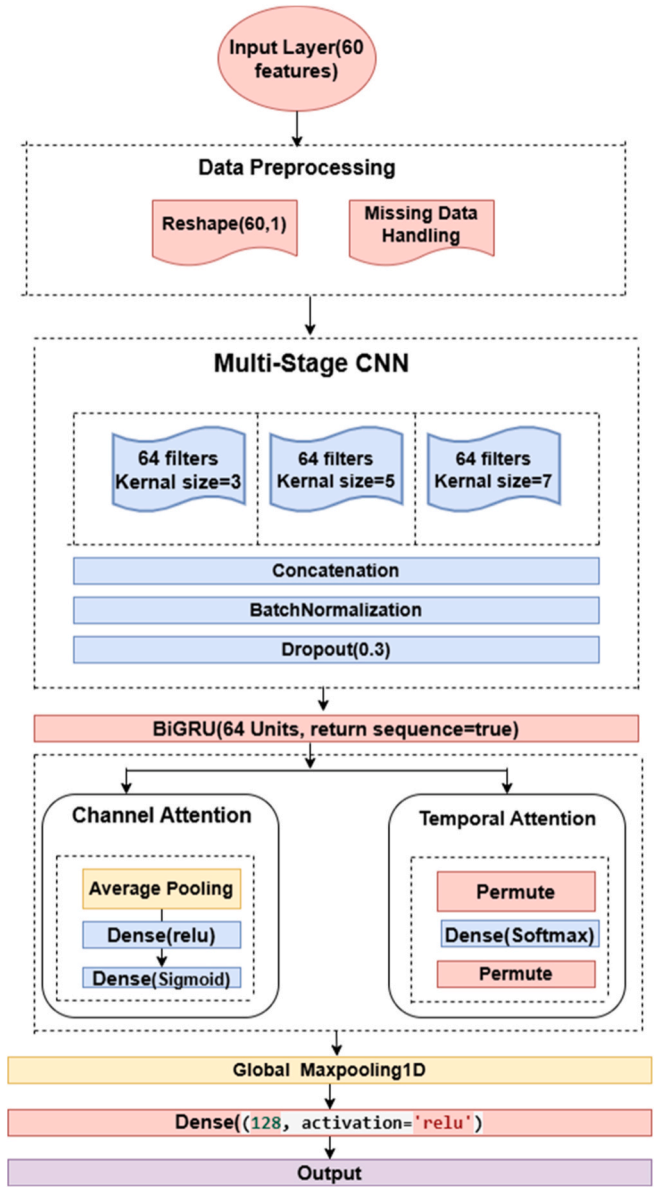 Input Layer(60
features)
Data Preprocessing
Reshape(60,1)
Missing Data
Handling
Multi-Stage CNN
64 filters
Kernal size=3
64 filters
Kernal size=5
64 filters
Kernal size=7
Concatenation
BatchNormalization
Dropout(0.3)
BiGRU(64 Units, return sequence=true)
Channel Attention
Average Pooling
Dense(relu)
Dense(Sigmoid)
Temporal Attention
Permute
Dense(Softmax)
Permute
Global Maxpooling1D
Dense((128, activation='relu')
Output